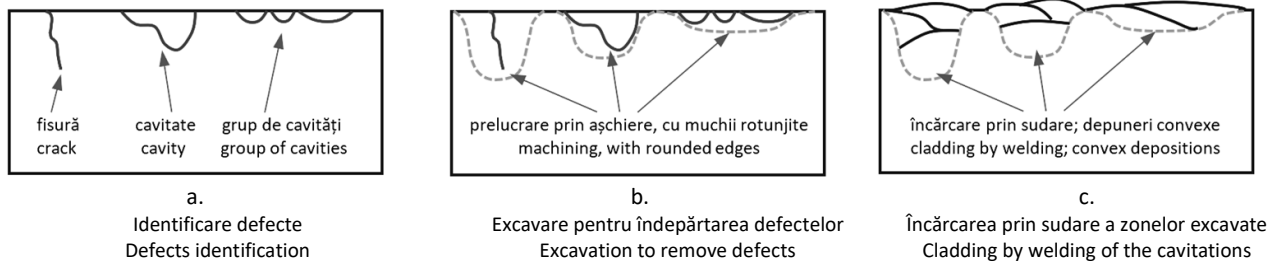 fisură
crack
cavitate
cavity
grup de cavități
group of cavities
a.
Identificare defecte
Defects identification
prelucrare prin așchiere, cu muchii rotunjite
machining, with rounded edges
b.
Excavare pentru îndepărtarea defectelor
Excavation to remove defects
încărcare prin sudare; depuneri convexe
cladding by welding; convex depositions
c.
Încărcarea prin sudare a zonelor excavate
Cladding by welding of the cavitations